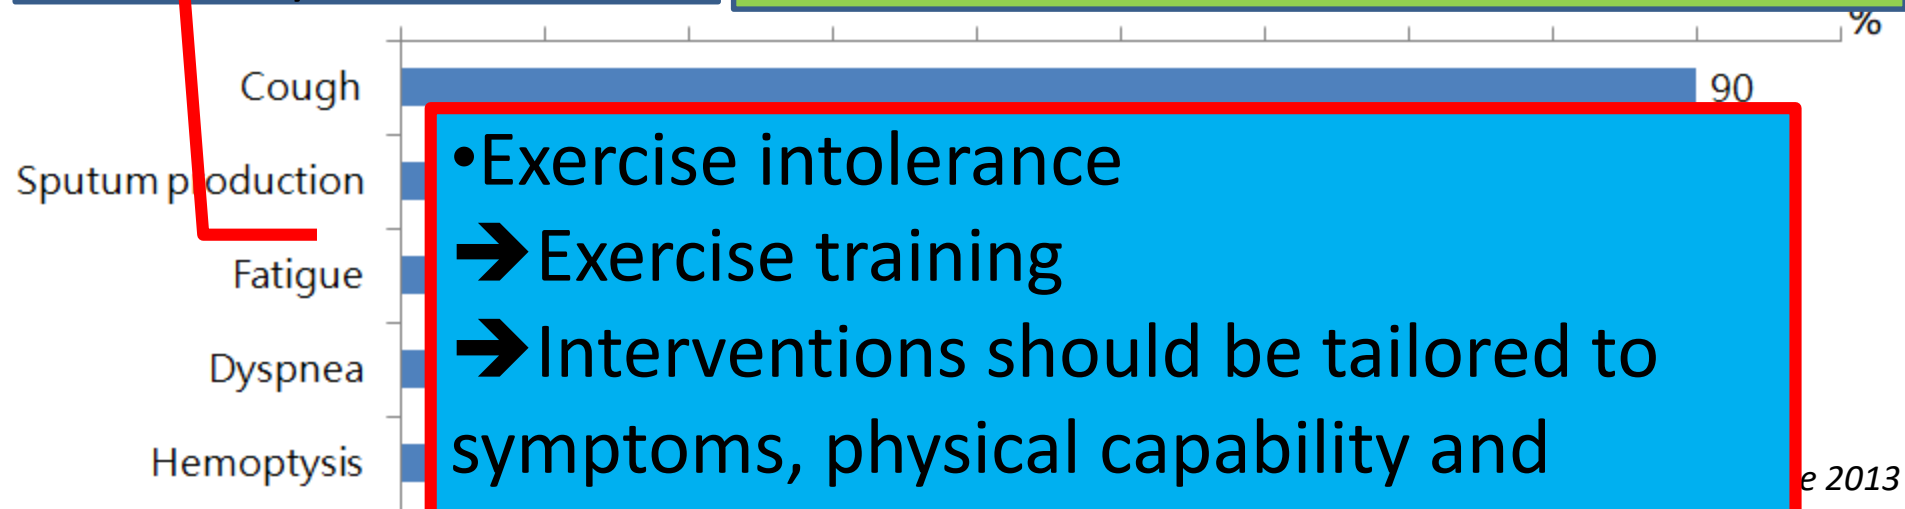 %
Cough
90
•Exercise intolerance
Sputum production
➔Exercise training
Fatigue
➔Interventions should be tailored to
Dyspnea
symptoms, physical capability and
Hemoptysis
2013